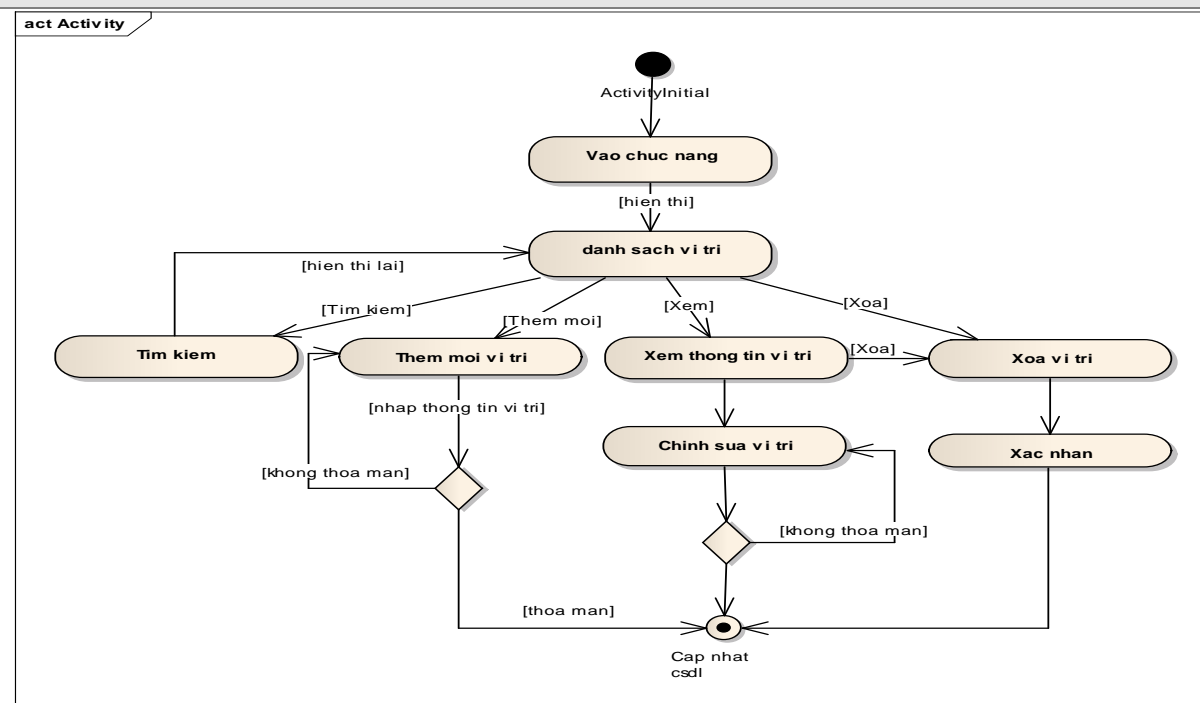 act Activity
ActivityInitial
Vao chuc nang
[hien thi]
danh sach vi tri
[hien thi lai]
[Tim kiem]
[Them moi]
[Xem]
[Xoa]
Tim kiem
Them moi vi tri
Xem thong tin vi tri
[Xoa]
Xoa vi tri
[nhap thong tin vi tri]
Chinh sua vi tri
Xac nhan
[khong thoa man]
[khong thoa man]
[thoa man]
Cap nhat
csdl